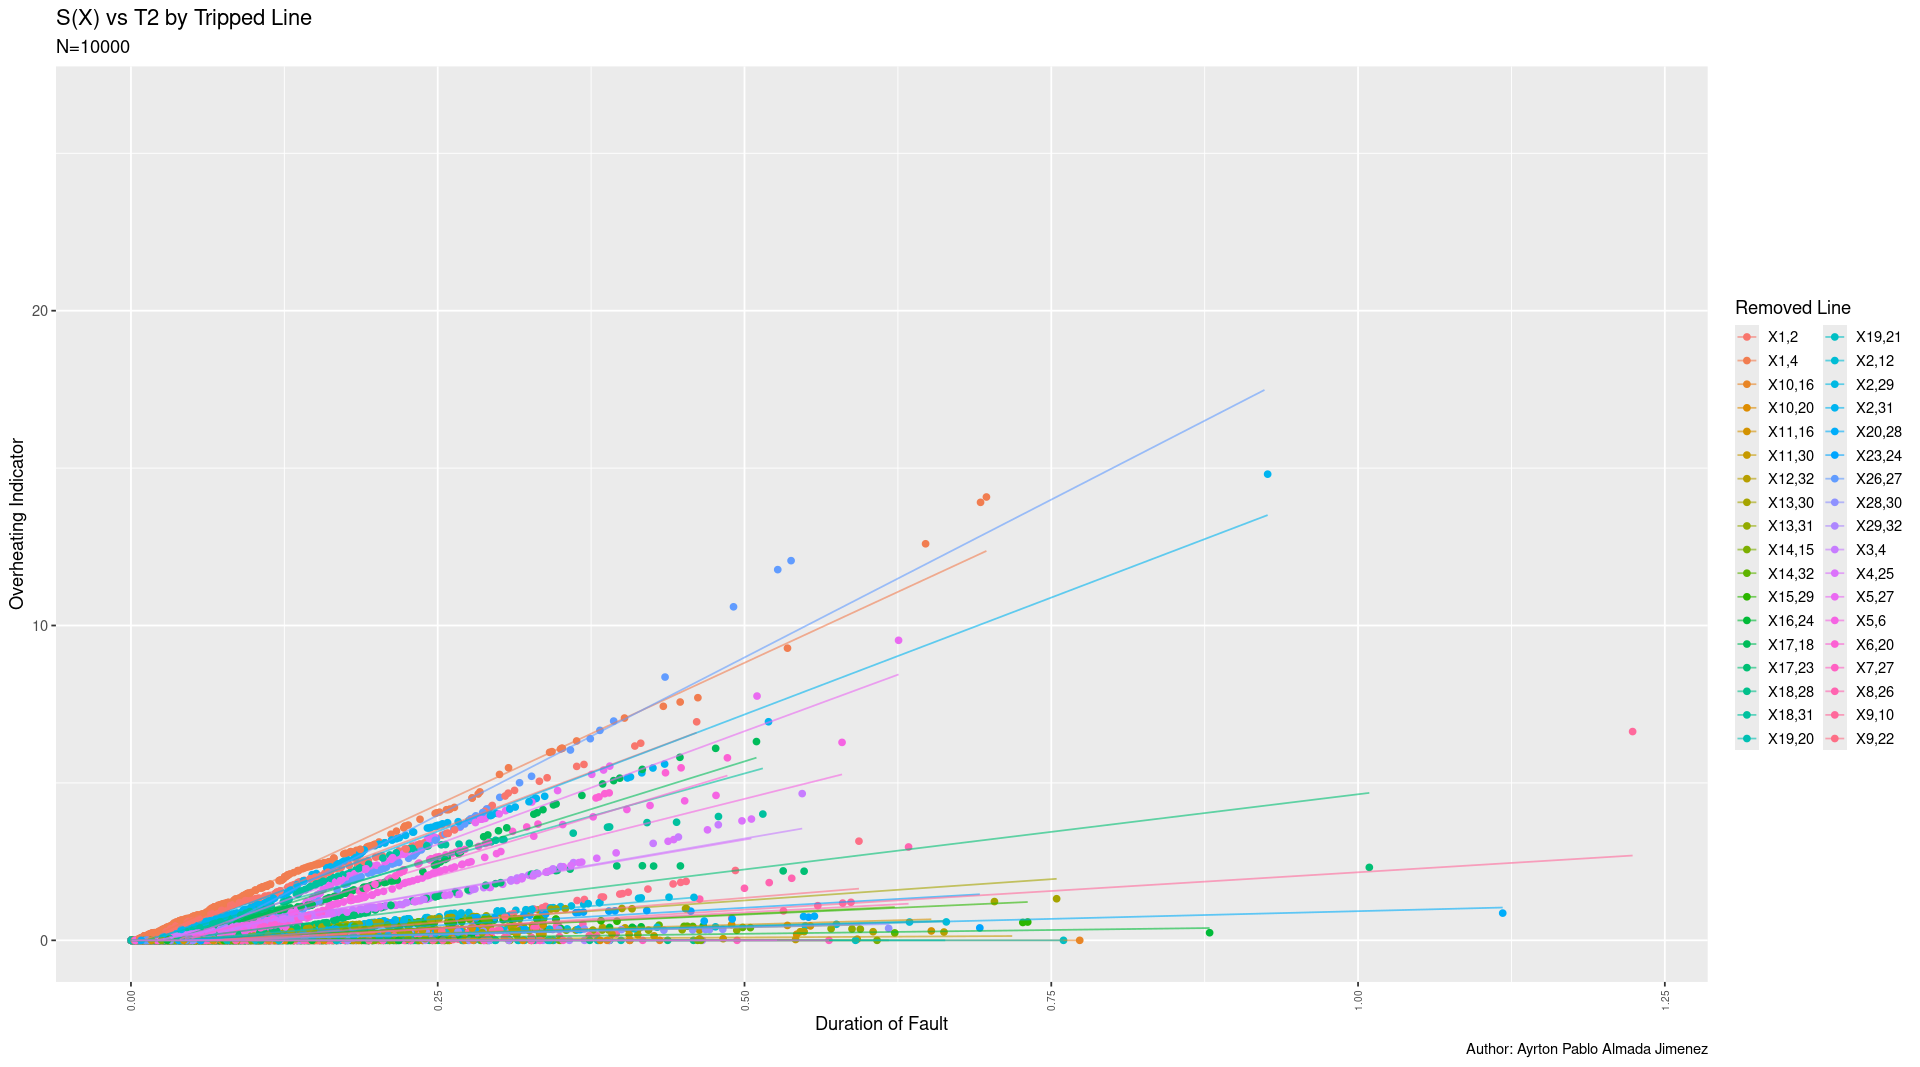 S(X) vs T2 by Tripped Line
N=10000
Overheating Indicator
20
10
0
0.00
0.25
0.50
0.75
1.00
1.25
Duration of Fault
Removed Line
X1,2
X1,4
X10,16
X10,20
X11,16
X11,30
X12,32
X13,30
X13,31
X14,15
X14,32
X15,29
X16,24
X17,18
X17,23
X18,28
X18,31
X19,20
X19,21
X2,12
X2,29
X2,31
X20,28
X23,24
X26,27
X28,30
X29,32
X3,4
X4,25
X5,27
X5,6
X6,20
X7,27
X8,26
X9,10
X9,22
Author: Ayrton Pablo Almada Jimenez